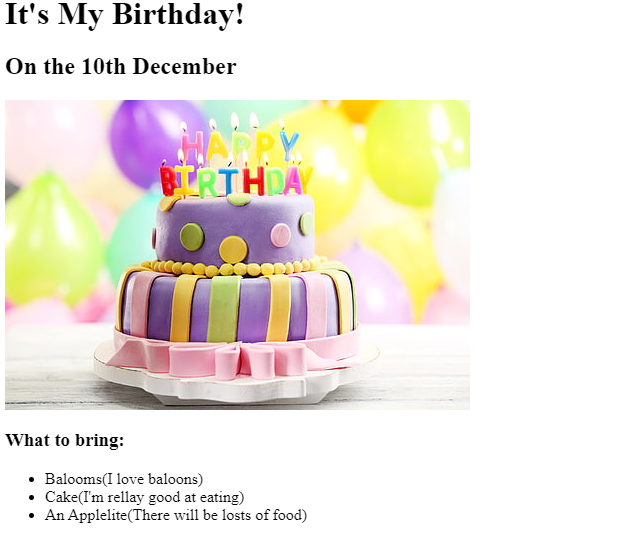 It's My Birthday!
On the 10th December
HAPPY
BIRTHDAY
What to bring:
Balooms(I love baloons)
Cake(I'm rellay good at eating)
An Applelite(There will be losts of food)